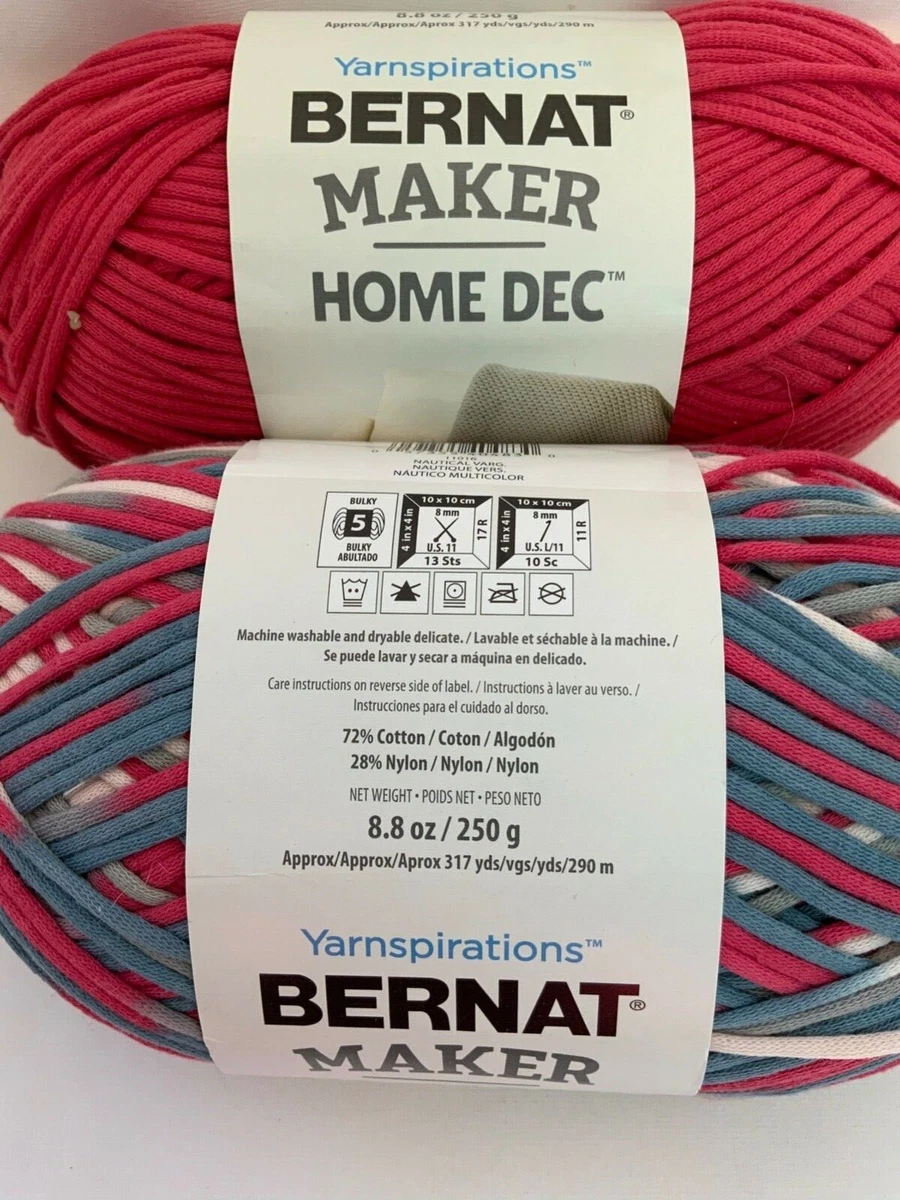 8.8 oz / 250 g
Approx/Approx/Aprox 317 yds/vgs/yds/290 m
Yarnspirations™
BERNAT®
MAKER
HOME DEC™
NAUTICAL VARG.
NAUTIQUE VERS.
NÁUTICO MULTICOLOR
BULKY
5
BULKY
ABULTADO
10 x 10 cm
4 in x 4 in
8 mm
U.S. 11
17 R
13 Sts
10 x 10 cm
4 in x 4 in
8 mm
U.S. L/11
11 R
10 Sc
Machine washable and dryable delicate. / Lavable et séchable à la machine. /
Se puede lavar y secar a máquina en delicado.
Care instructions on reverse side of label. / Instructions à laver au verso. /
Instrucciones para el cuidado al dorso.
72% Cotton / Coton / Algodón
28% Nylon / Nylon / Nylon
NET WEIGHT • POIDS NET • PESO NETO
8.8 oz / 250 g
Approx/Approx/Aprox 317 yds/vgs/yds/290 m
Yarnspirations™
BERNAT®
MAKER